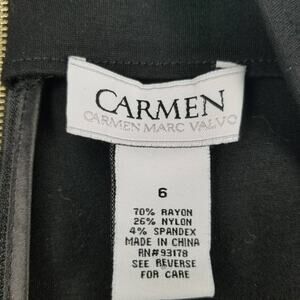 CARMEN
CARMEN MARC VALVO
6
70% RAYON
26% NYLON
4% SPANDEX
MADE IN CHINA
RN#93178
SEE REVERSE
FOR CARE